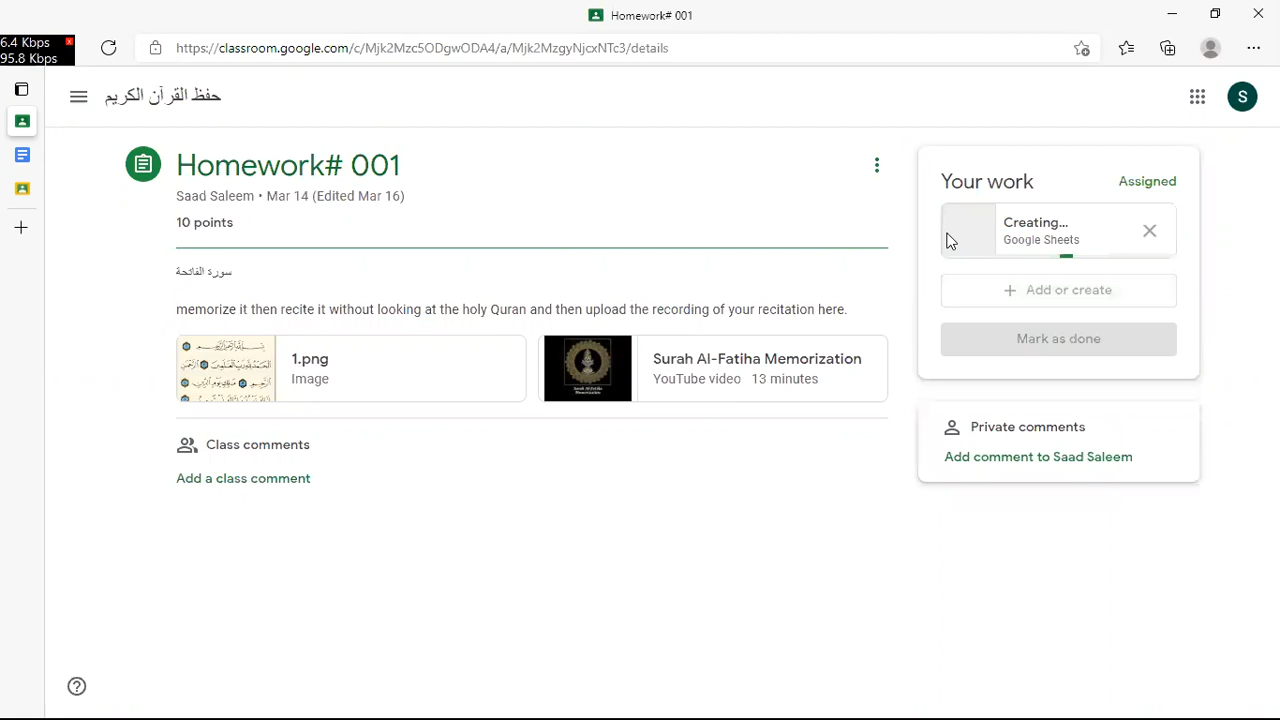 Homework# 001
6.4 Kbps
x
95.8 Kbps
https://classroom.google.com/c/Mjk2Mzc5ODgwODA4/a/Mjk2MzgyNjcxNTc3/details
حفظ القرآن الكريم
S
Homework# 001
Saad Saleem • Mar 14 (Edited Mar 16)
10 points
سورة الفاتحة
memorize it then recite it without looking at the holy Quran and then upload the recording of your recitation here.
1.png
Image
Surah Al-Fatiha Memorization
YouTube video 13 minutes
Class comments
Add a class comment
Your work
Assigned
Creating...
Google Sheets
Add or create
Mark as done
Private comments
Add comment to Saad Saleem